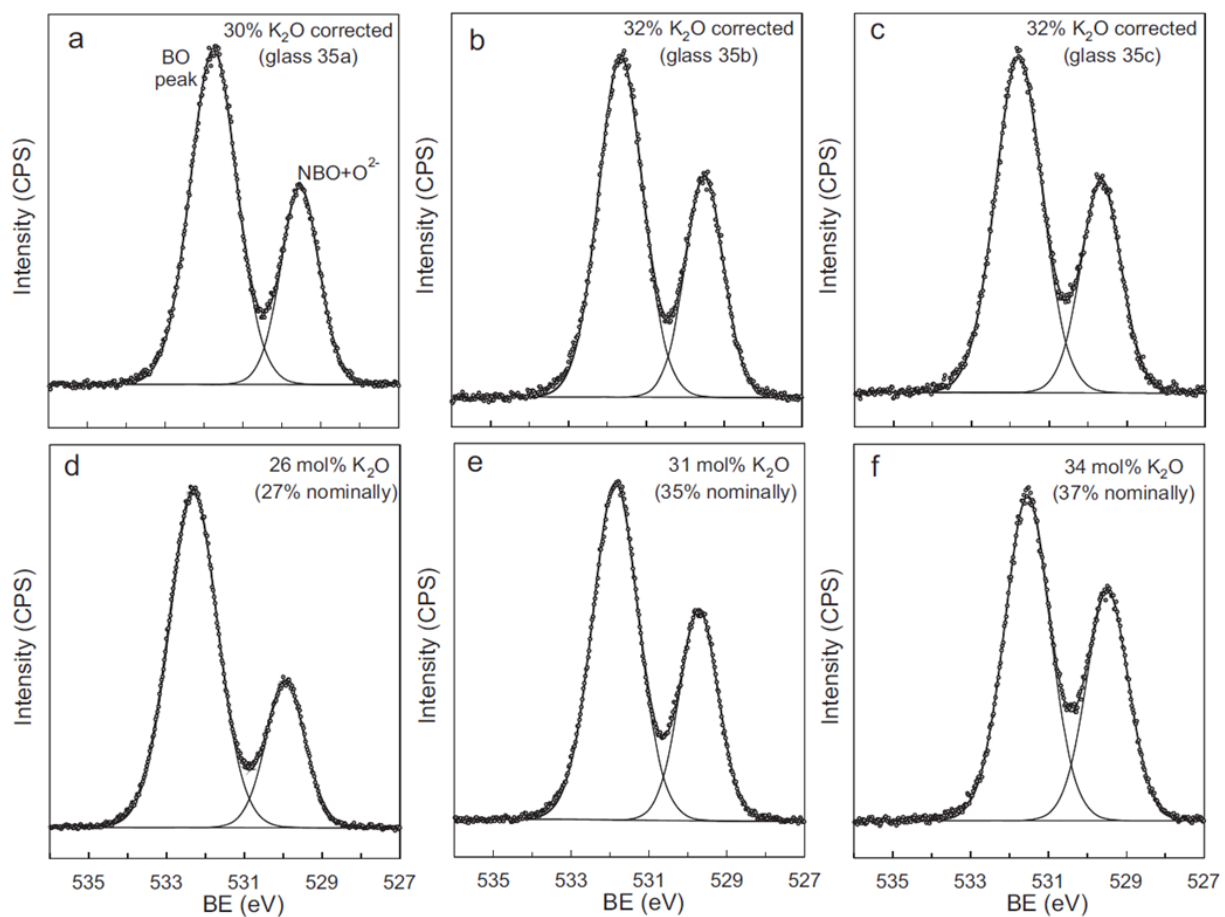 a
30% K₂O corrected
(glass 35a)
BO
peak
NBO+O²⁻
Intensity (CPS)
b
32% K₂O corrected
(glass 35b)
Intensity (CPS)
c
32% K₂O corrected
(glass 35c)
Intensity (CPS)
d
26 mol% K₂O
(27% nominally)
Intensity (CPS)
535 533 531 529 527
BE (eV)
e
31 mol% K₂O
(35% nominally)
Intensity (CPS)
535 533 531 529 527
BE (eV)
f
34 mol% K₂O
(37% nominally)
Intensity (CPS)
535 533 531 529 527
BE (eV)